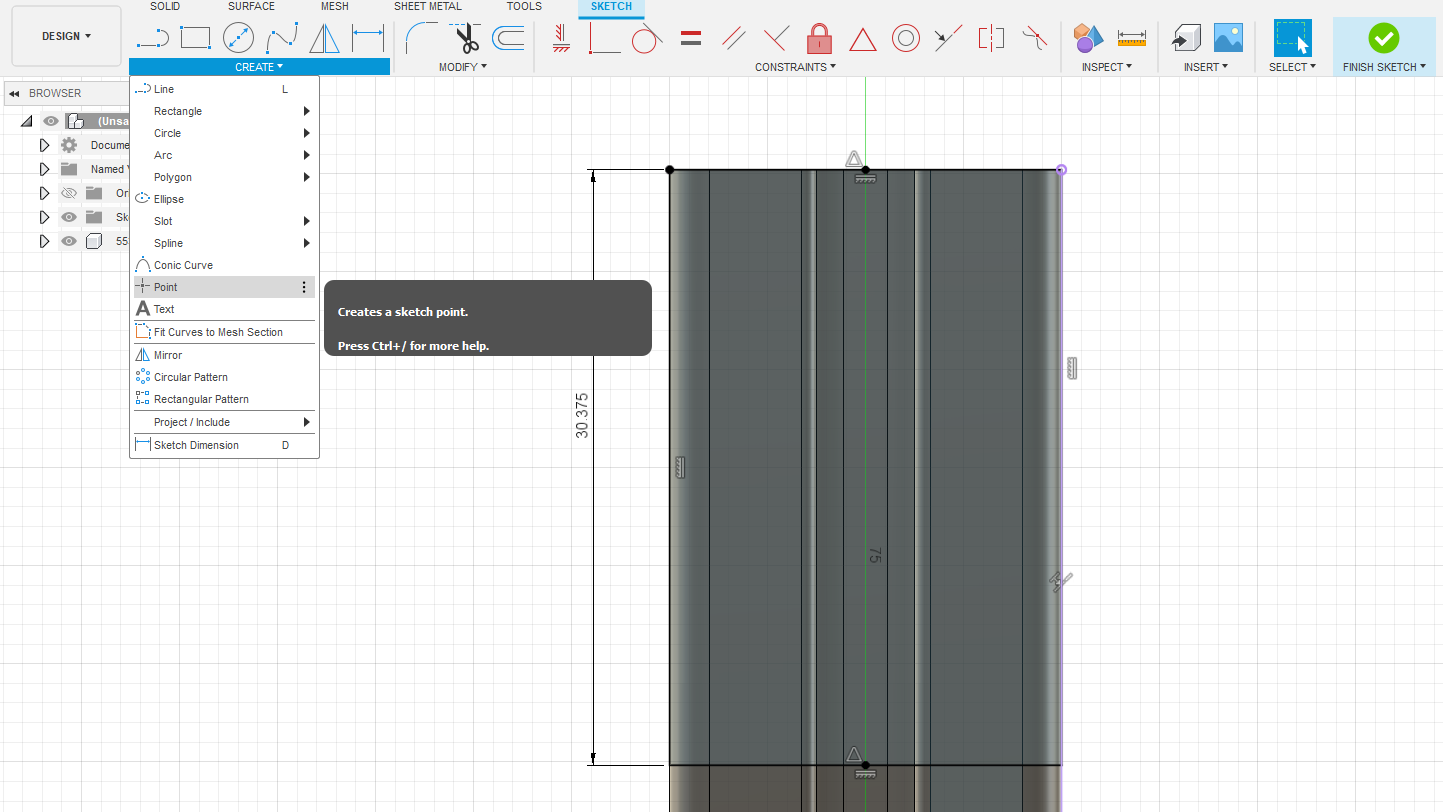 SOLID SURFACE MESH SHEET METAL TOOLS SKETCH
DESIGN
CREATE MODIFY CONSTRAINTS INSPECT INSERT SELECT FINISH SKETCH
BROWSER
(Unsa
Docume
Named V
Or
Sk
55
Line L
Rectangle
Circle
Arc
Polygon
Ellipse
Slot
Spline
Conic Curve
Point
Text
Fit Curves to Mesh Section
Mirror
Circular Pattern
Rectangular Pattern
Project / Include
Sketch Dimension D
Creates a sketch point.
Press Ctrl+/ for more help.
30.375
75